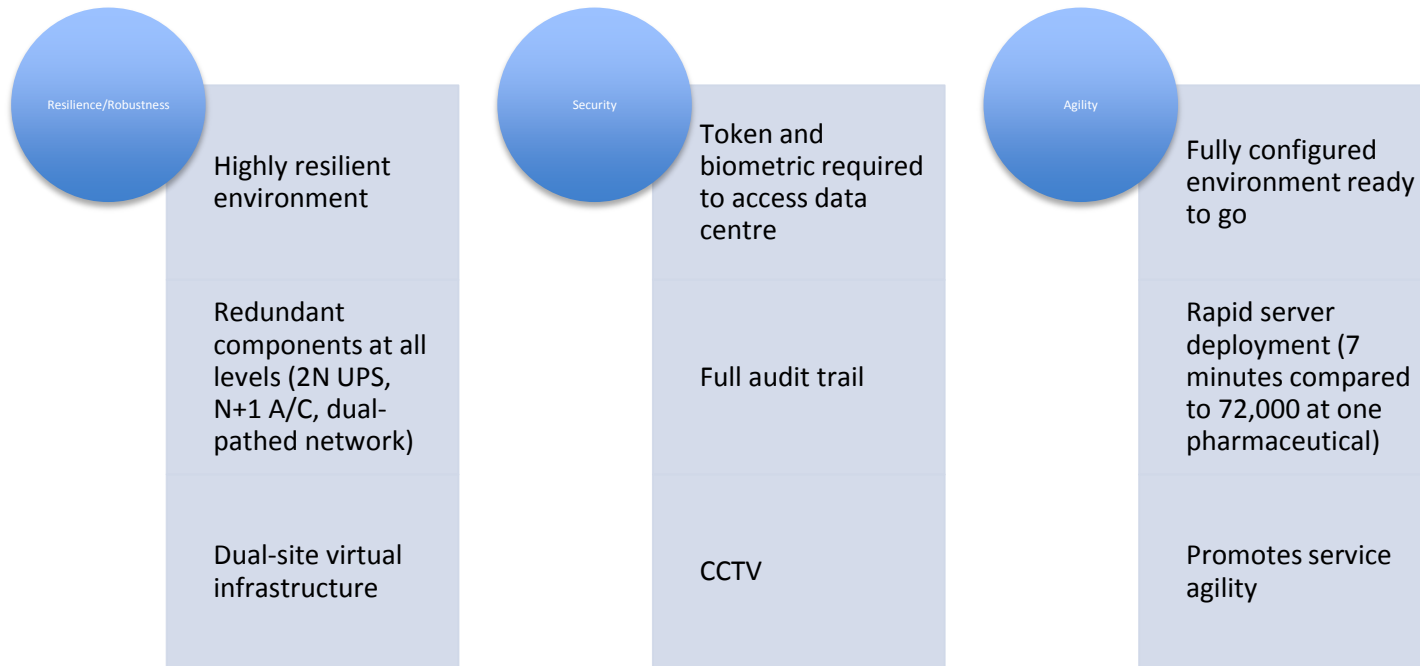 Resilience/Robustness
Highly resilient
environment
Redundant
components at all
levels (2N UPS,
N+1 A/C, dual-
pathed network)
Dual-site virtual
infrastructure
Security
Token and
biometric required
to access data
centre
Full audit trail
CCTV
Agility
Fully configured
environment ready
to go
Rapid server
deployment (7
minutes compared
to 72,000 at one
pharmaceutical)
Promotes service
agility